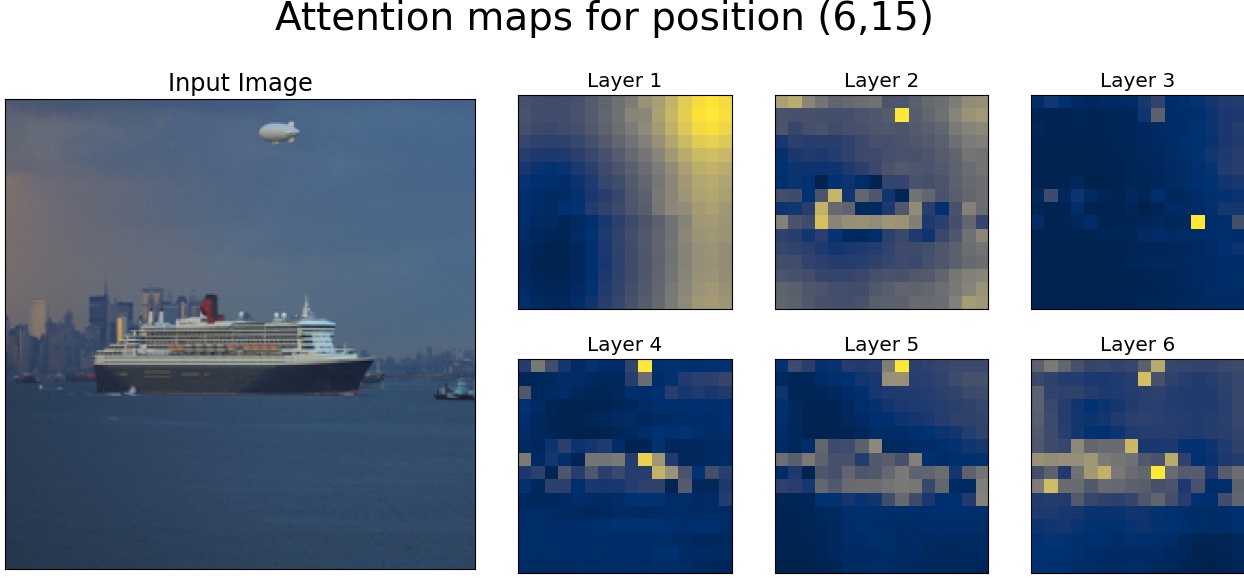 Attention maps for position (6,15)
Input Image
Layer 1
Layer 2
Layer 3
Layer 4
Layer 5
Layer 6